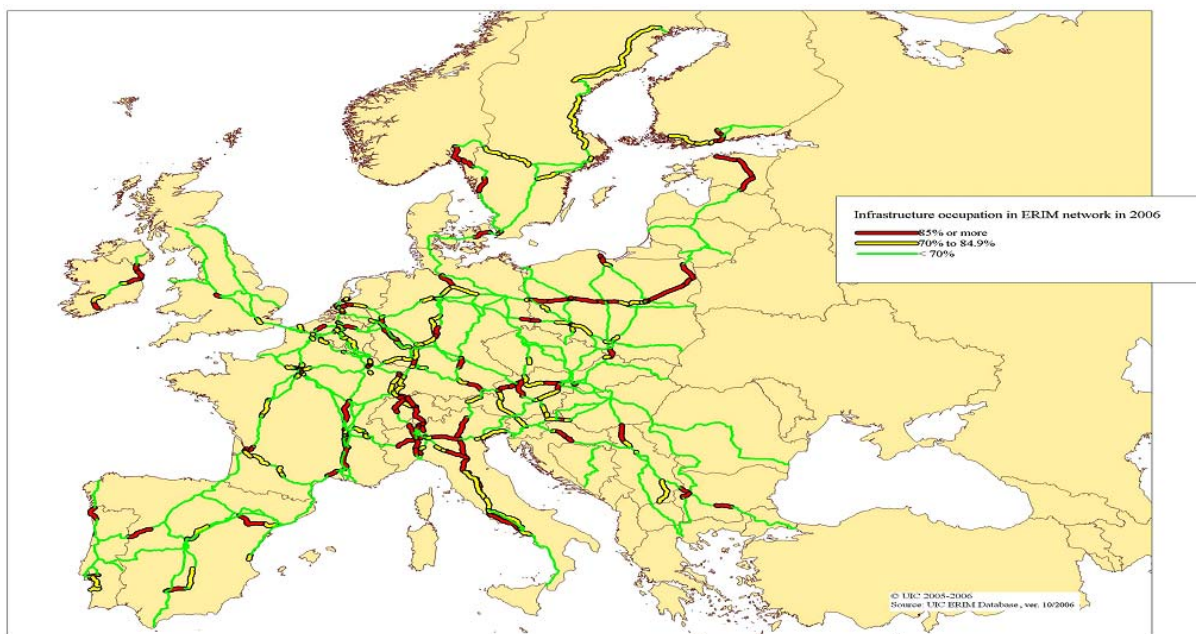 Infrastructure occupation in ERIM network in 2006
85% or more
70% to 84.9%
< 70%
© UIC 2005-2006
Source: UIC ERIM Database, ver. 10/2006